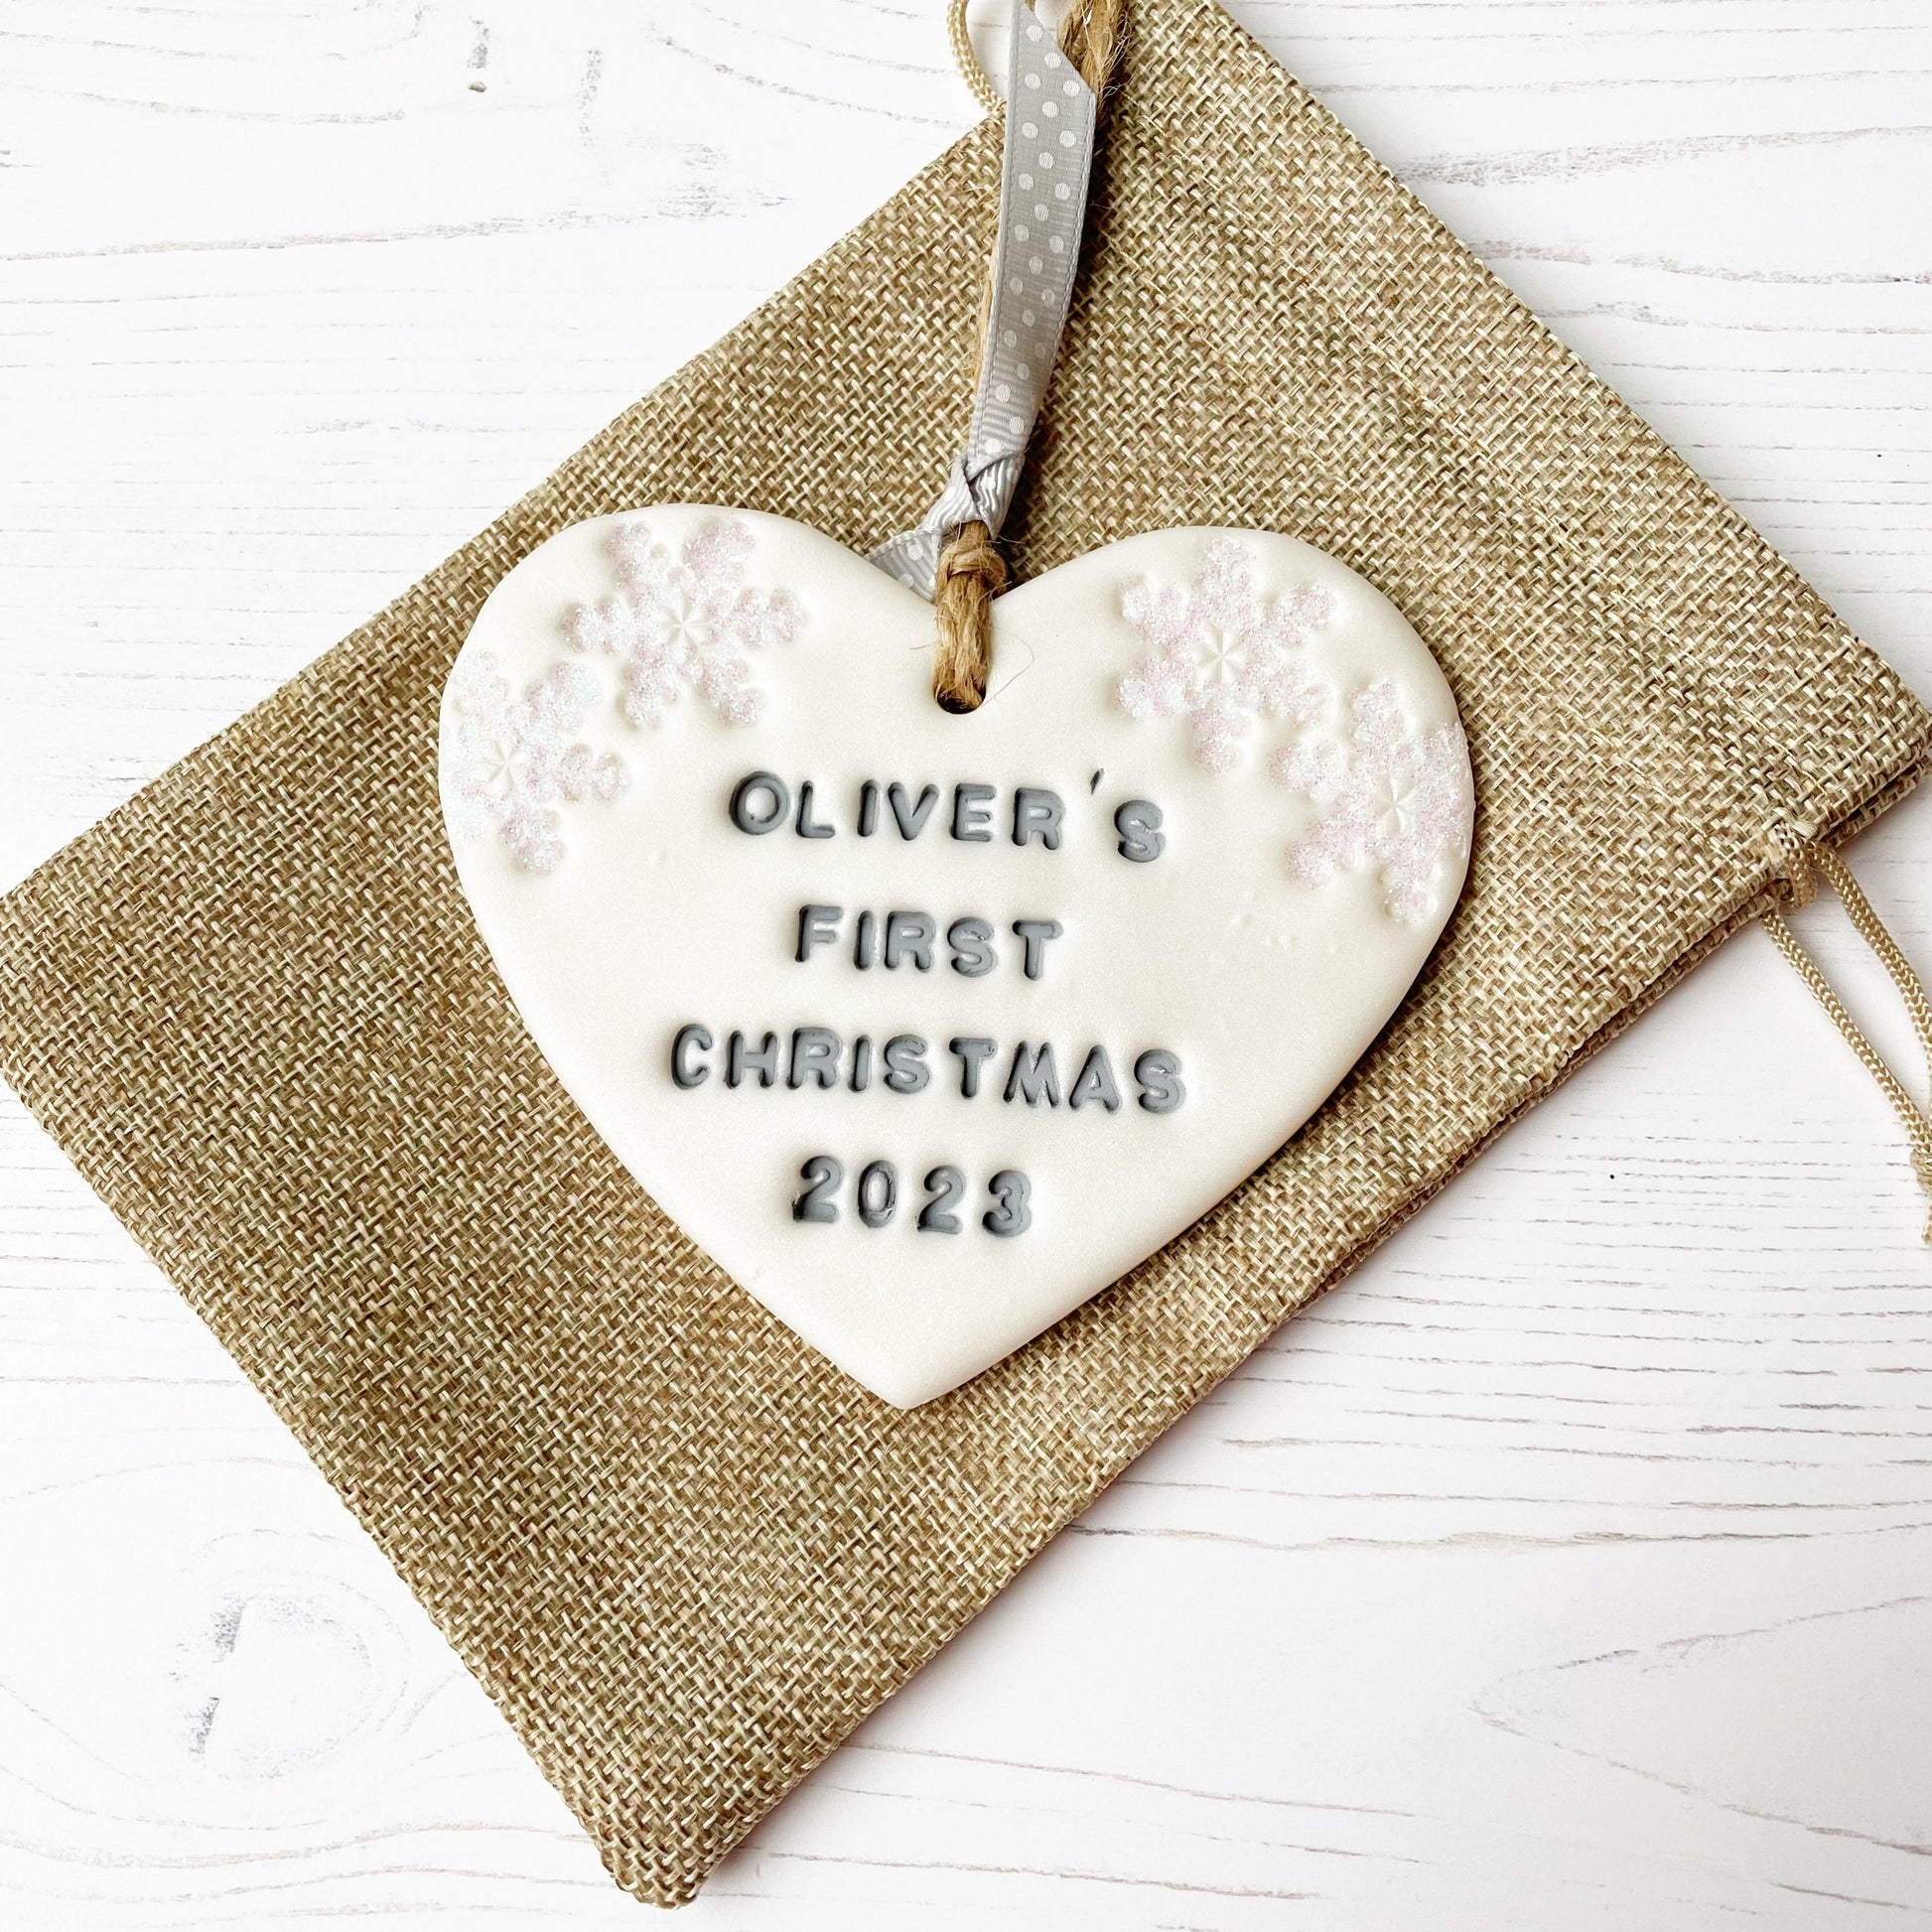 OLIVER'S
FIRST
CHRISTMAS
2023